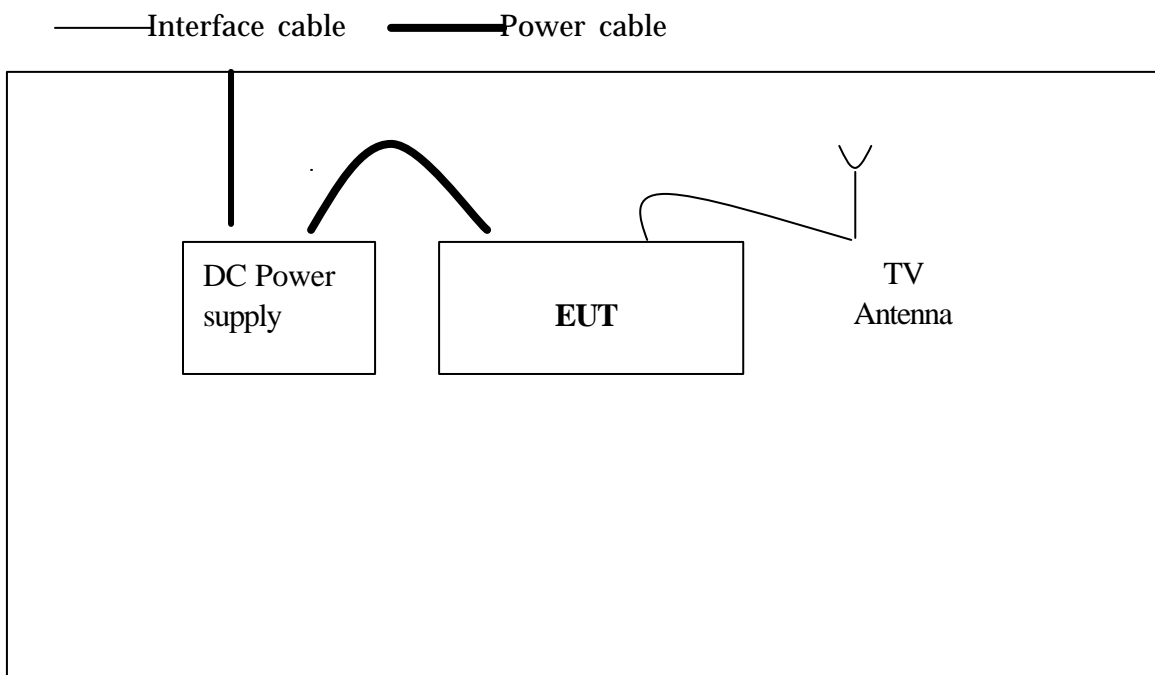 Interface cable Power cable
DC Power
supply
EUT
TV
Antenna